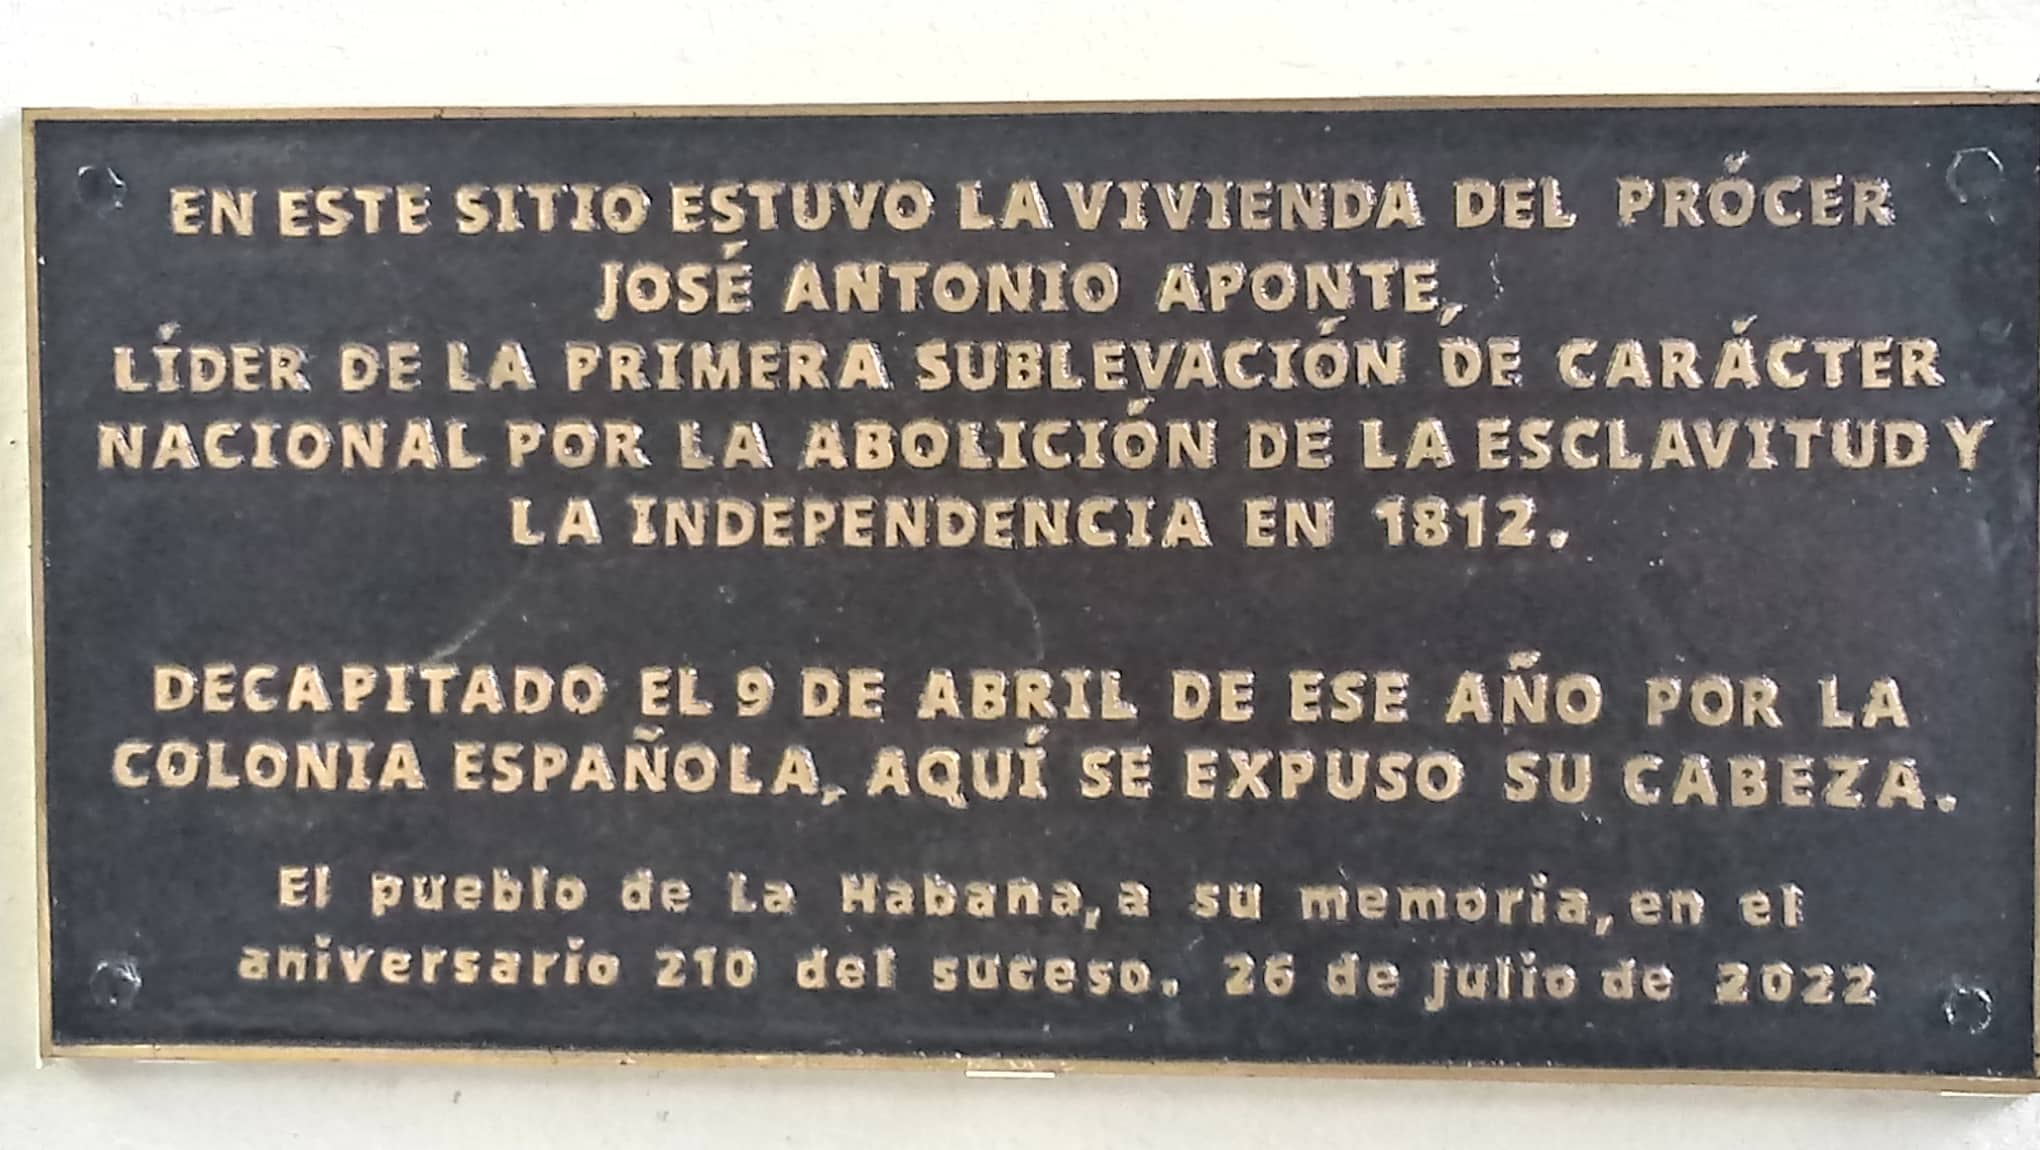 EN ESTE SITIO ESTUVO LA VIVIENDA DEL PRÓCER
JOSÉ ANTONIO APONTE,
LÍDER DE LA PRIMERA SUBLEVACIÓN DE CARÁCTER
NACIONAL POR LA ABOLICIÓN DE LA ESCLAVITUD Y
LA INDEPENDENCIA EN 1812.
DECAPITADO EL 9 DE ABRIL DE ESE AÑO POR LA
COLONIA ESPAÑOLA, AQUÍ SE EXPUSO SU CABEZA.
El pueblo de La Habana, a su memoria, en el
aniversario 210 del suceso. 26 de julio de 2022